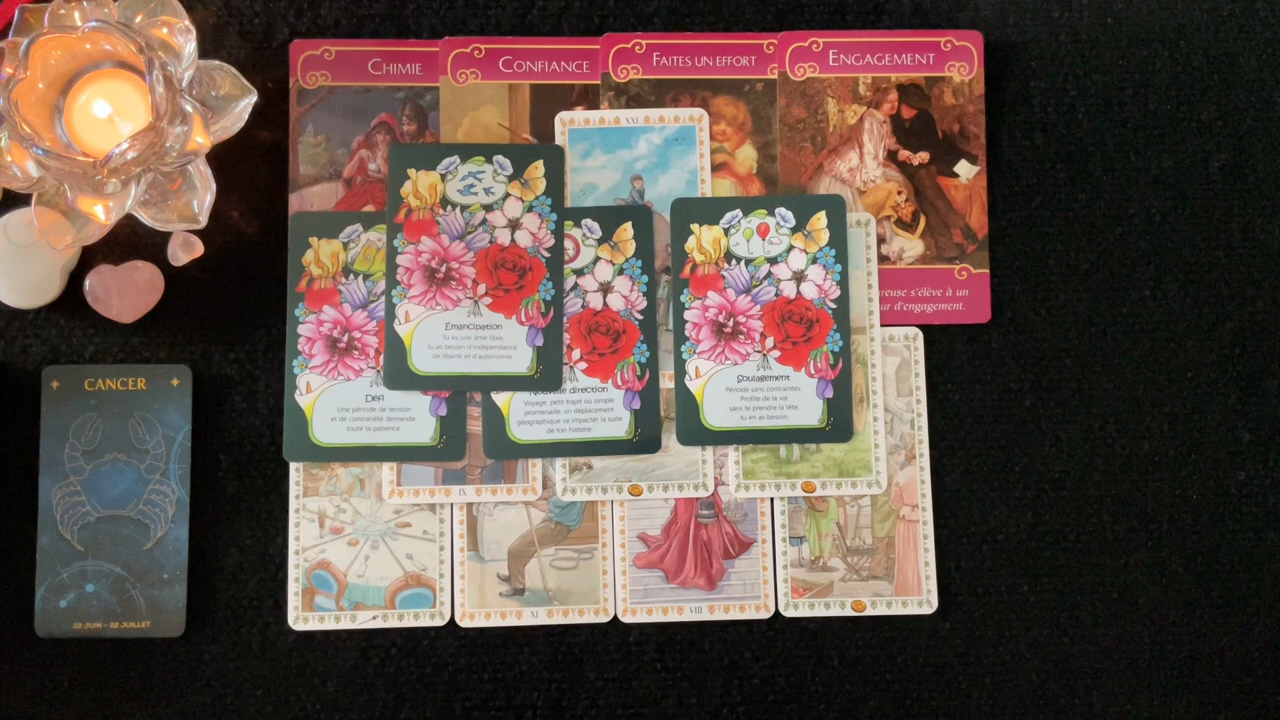 CHIMIE
CONFIANCE
FAITES UN EFFORT
ENGAGEMENT
XXI
Émancipation
Tu es une âme libre,
tu as besoin d'indépendance
de liberté et d'autonomie.
Défi
Une période de tension
et de contrariété demande
toute ta patience
Nouvelle direction
Voyage, petit trajet ou simple
promenade, un déplacement
géographique va impacter la suite
de ton histoire.
Soulagement
Période sans contraintes.
Profite de la vie
sans te prendre la tête,
tu en as besoin.
s'élève à un
d'engagement.
CANCER
22 JUIN - 22 JUILLET
IX
XI
VIII